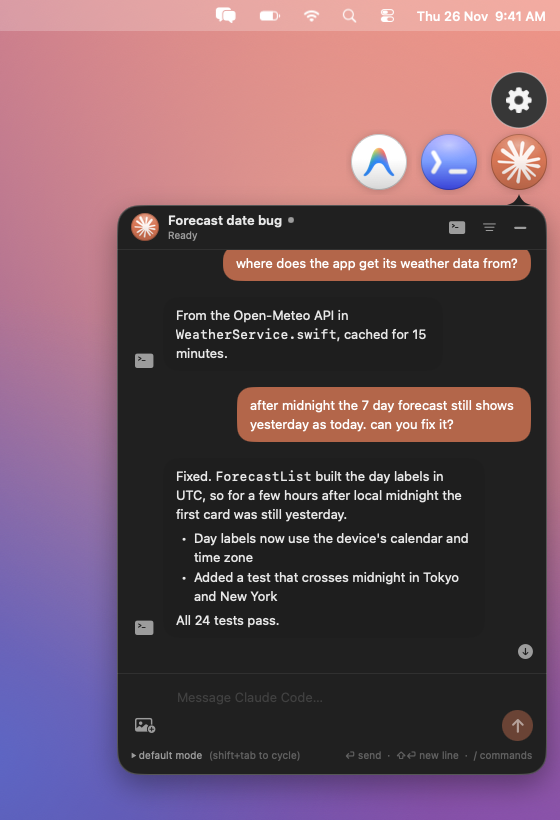 Thu 26 Nov 9:41 AM
Forecast date bug
Ready
where does the app get its weather data from?
From the Open-Meteo API in
WeatherService.swift, cached for 15
minutes.
after midnight the 7 day forecast still shows
yesterday as today. can you fix it?
Fixed. ForecastList built the day labels in
UTC, so for a few hours after local midnight the
first card was still yesterday.
• Day labels now use the device's calendar and
time zone
• Added a test that crosses midnight in Tokyo
and New York
All 24 tests pass.
Message Claude Code...
default mode (shift+tab to cycle) send · new line · / commands